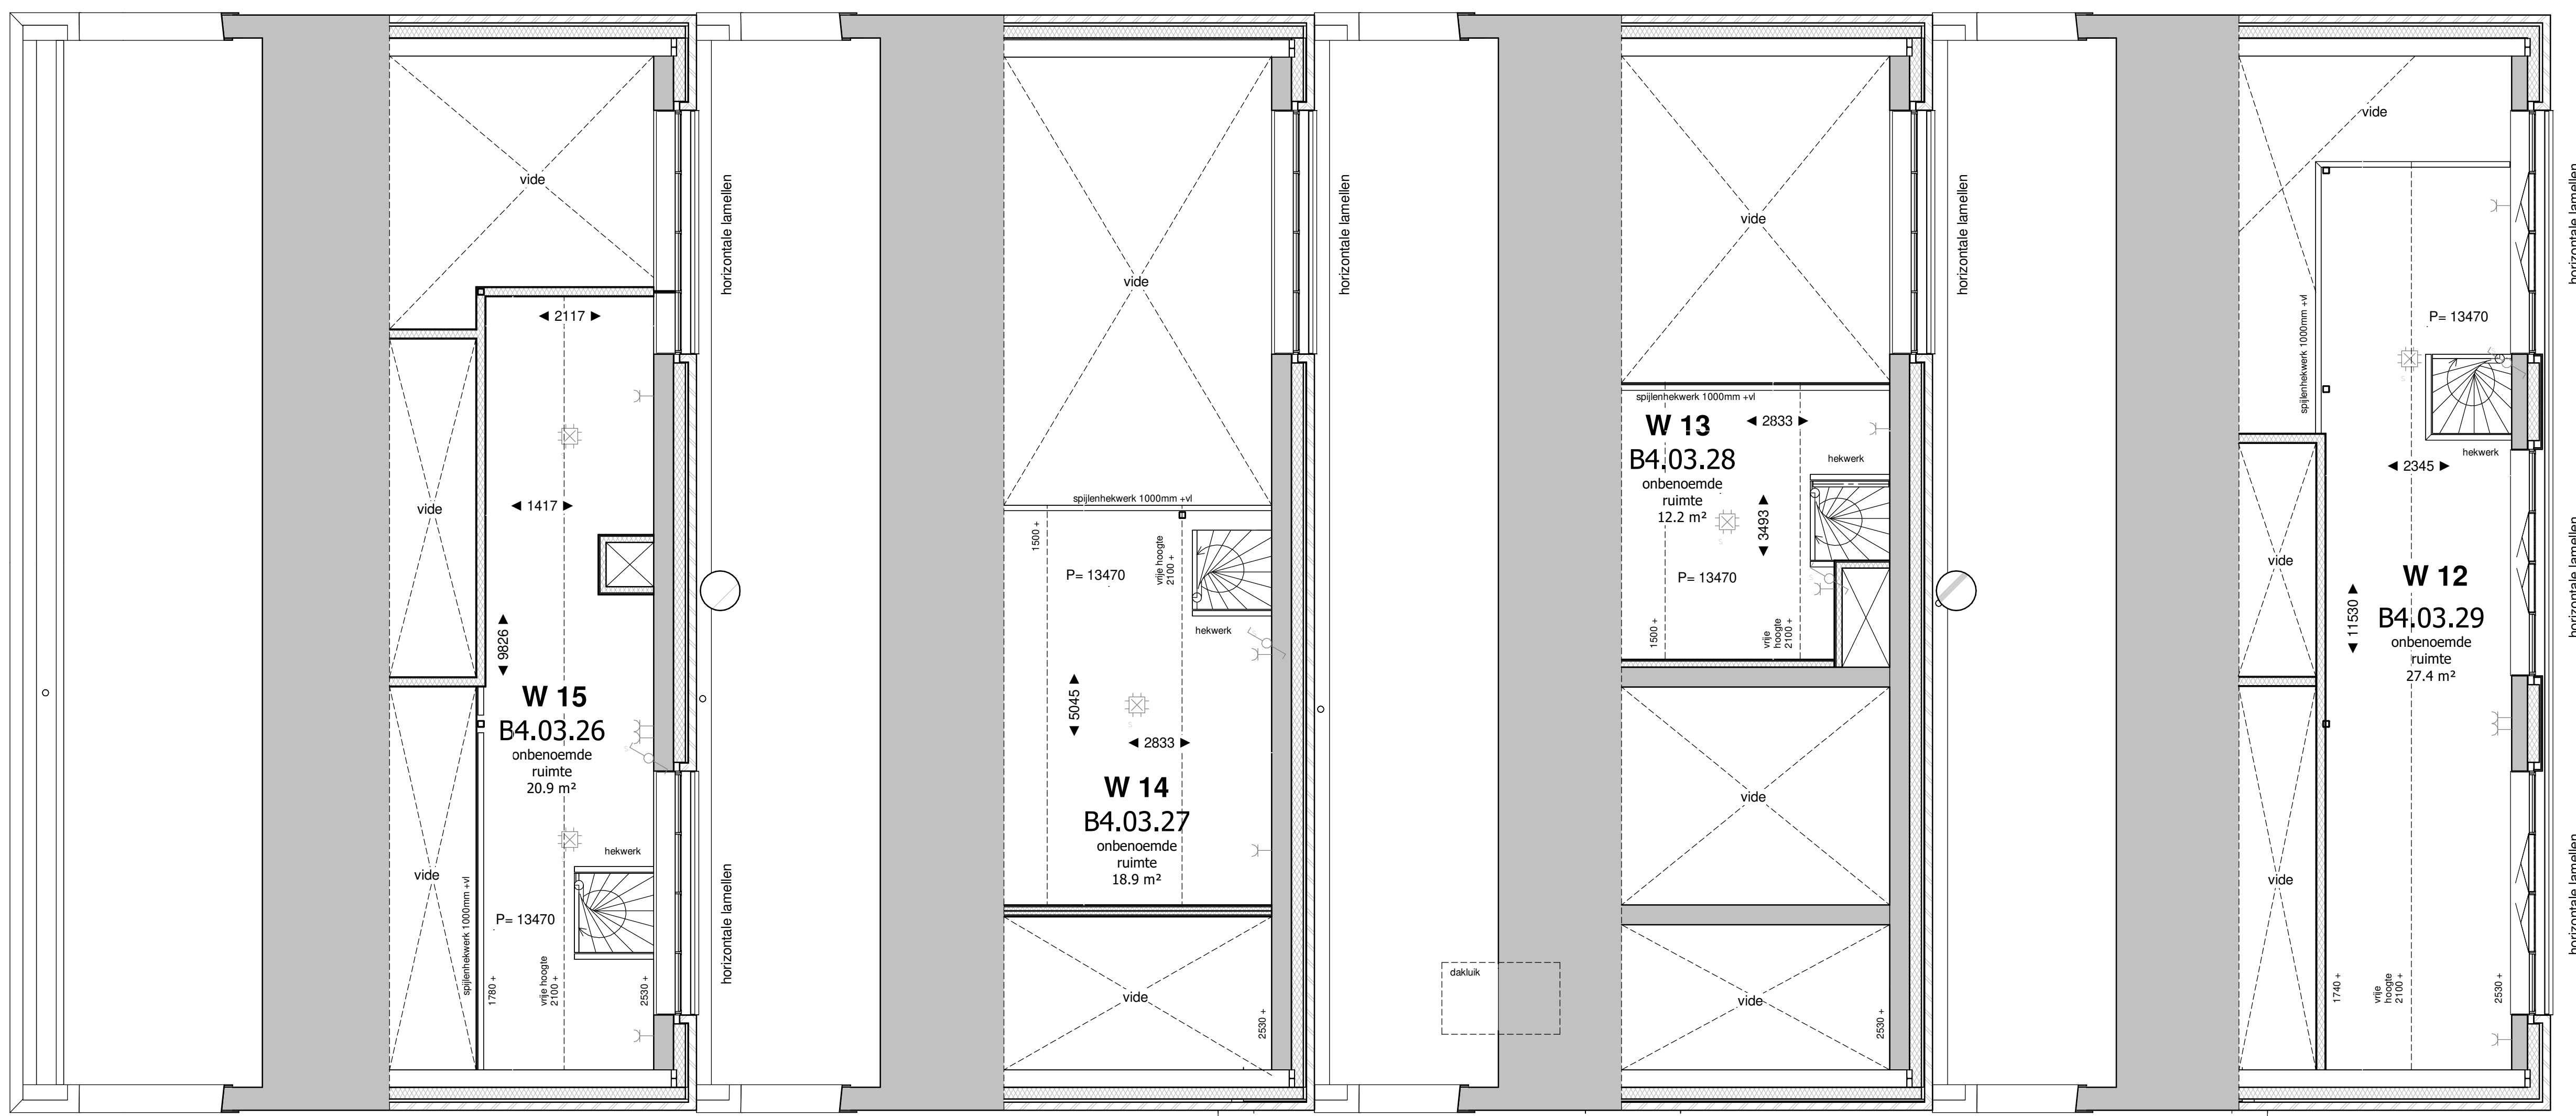 vide
2117
vide
1417
9826
W 15
B4.03.26
onbenoemde
ruimte
20.9 m²
vide
hekwerk
P= 13470
spijlenhekwerk 1000mm +vl
1780 +
vrije hoogte
2100 +
2530 +
horizontale lamellen
horizontale lamellen
vide
spijlenhekwerk 1000mm +vl
1500 +
vrije hoogte
2100 +
P= 13470
hekwerk
5045
2833
W 14
B4.03.27
onbenoemde
ruimte
18.9 m²
vide
2530 +
horizontale lamellen
vide
spijlenhekwerk 1000mm +vl
W 13
2833
B4.03.28
onbenoemde
ruimte
12.2 m²
hekwerk
3493
P= 13470
1500 +
vrije
hoogte
2100 +
vide
dakluik
vide
2530 +
horizontale lamellen
vide
spijlenhekwerk 1000mm +vl
P= 13470
hekwerk
2345
vide
11530
W 12
B4.03.29
onbenoemde
ruimte
27.4 m²
vide
1740 +
vrije
hoogte
2100 +
2530 +
horizontale lamellen
horizontale lamellen
horizontale lamellen